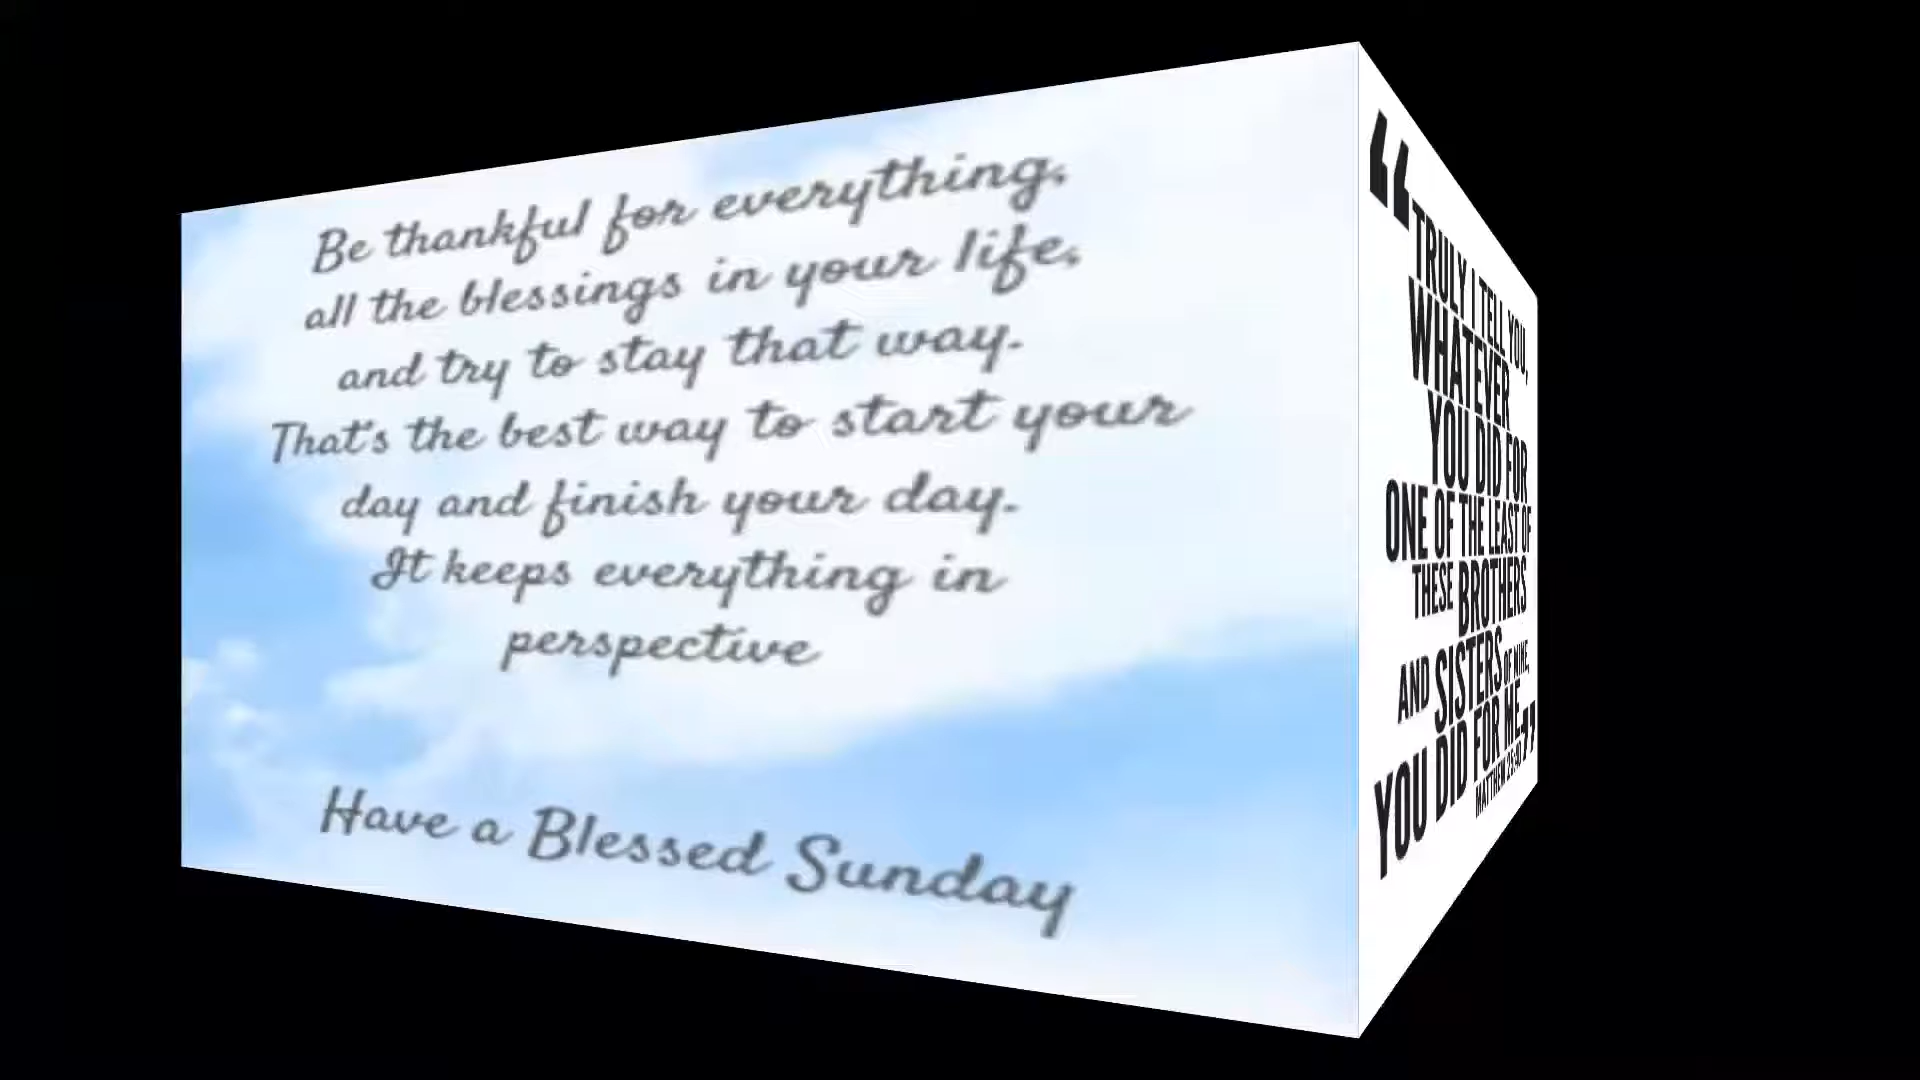 Be thankful for everything,
all the blessings in your life,
and try to stay that way.
That's the best way to start your
day and finish your day.
It keeps everything in
perspective
Have a Blessed Sunday
“TRULY I TELL YOU,
WHATEVER
YOU DID FOR
ONE OF THE LEAST OF
THESE BROTHERS
AND SISTERS OF MINE,
YOU DID FOR ME.”
MATTHEW 25:40